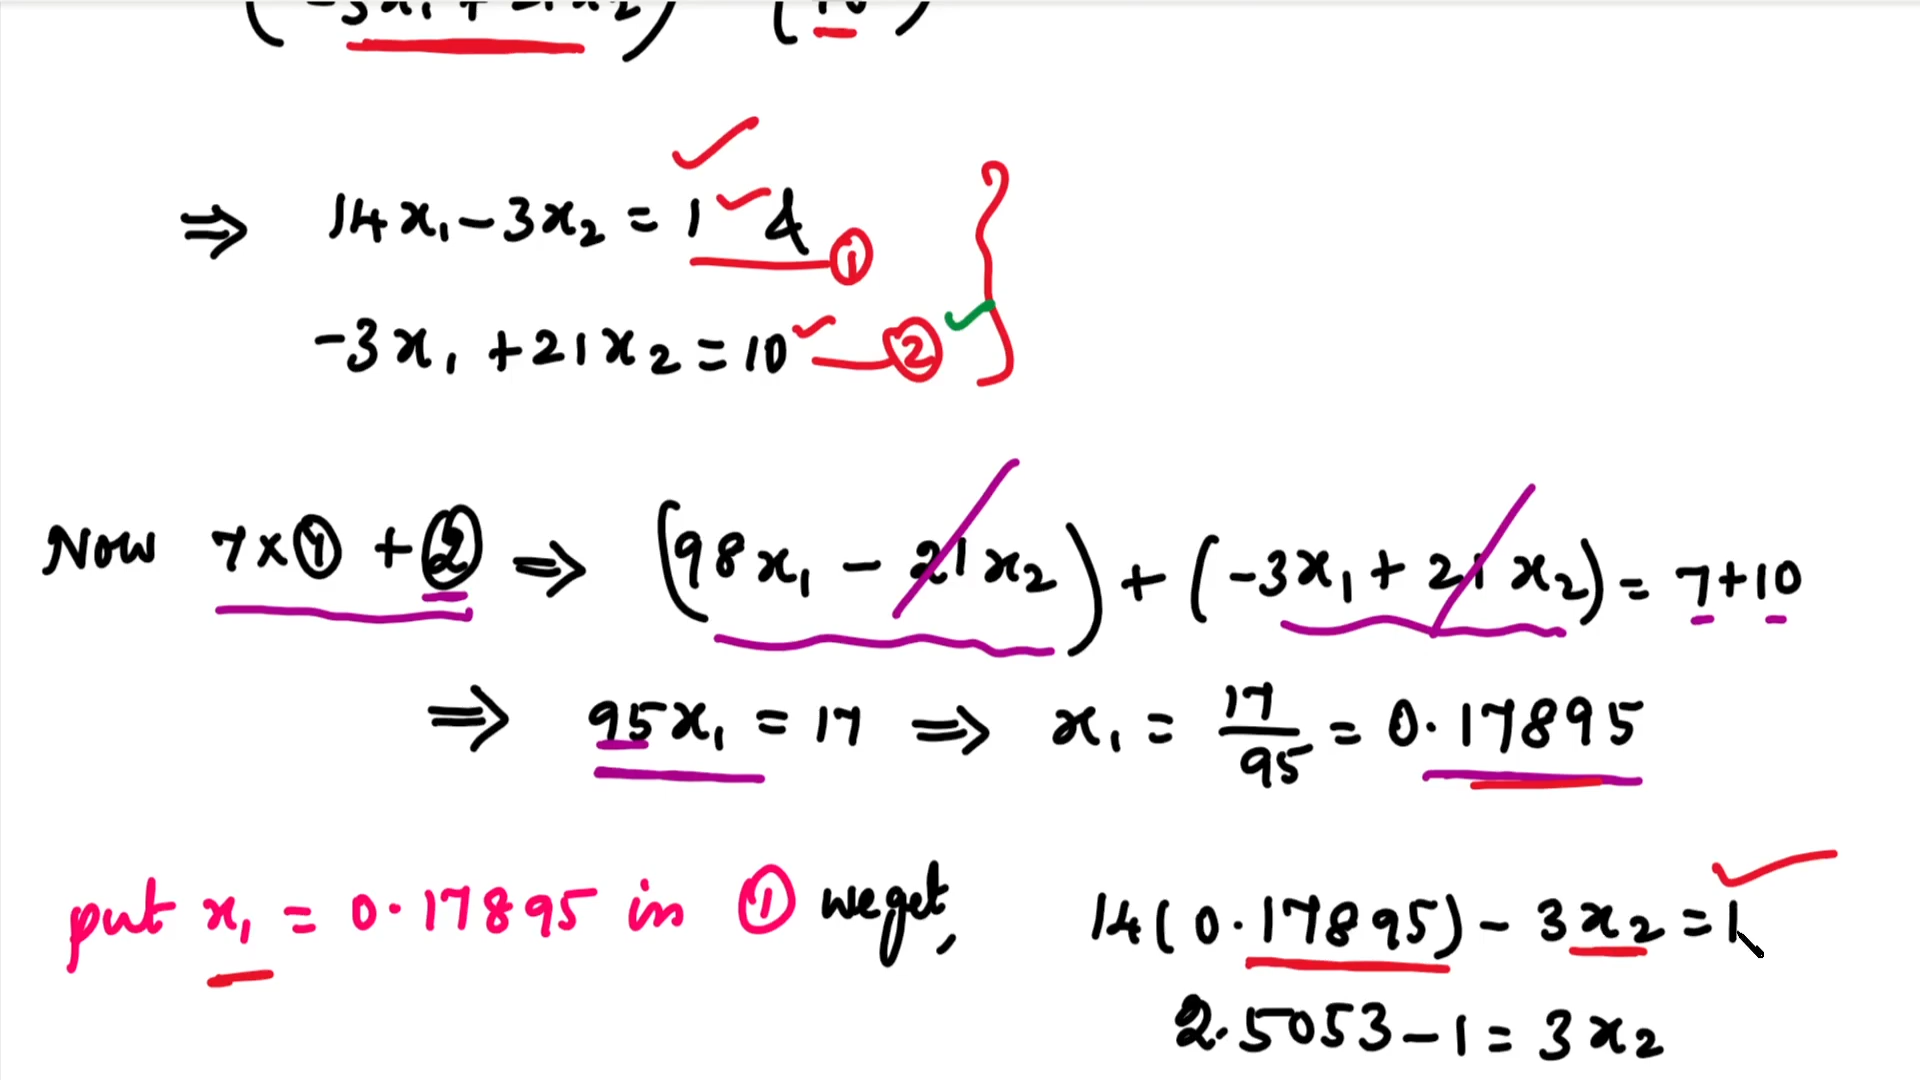 ⇒ 14x₁ - 3x₂ = 1 & ①
-3x₁ + 21x₂ = 10 — ②
Now 7×① + ② ⇒ (98x₁ - 21x₂) + (-3x₁ + 21x₂) = 7+10
⇒ 95x₁ = 17 ⇒ x₁ = 17/95 = 0.17895
put x₁ = 0.17895 in ① we get, 14(0.17895) - 3x₂ = 1
2.5053 - 1 = 3x₂